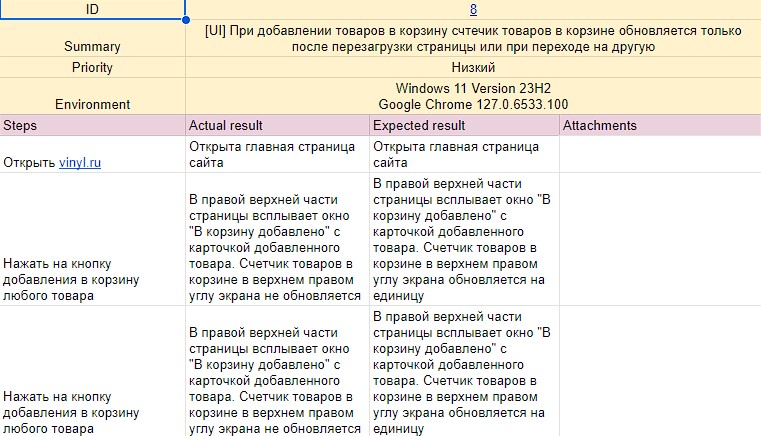 ID 8
Summary [UI] При добавлении товаров в корзину счтечик товаров в корзине обновляется только
после перезагрузки страницы или при переходе на другую
Priority Низкий
Environment Windows 11 Version 23H2
Google Chrome 127.0.6533.100
Steps Actual result Expected result Attachments
Открыть vinyl.ru
Открыта главная страница
сайта
Открыта главная страница
сайта
Нажать на кнопку
добавления в корзину
любого товара
В правой верхней части
страницы всплывает окно
"В корзину добавлено" с
карточкой добавленного
товара. Счетчик товаров в
корзине в верхнем правом
углу экрана не обновляется
В правой верхней части
страницы всплывает окно "В
корзину добавлено" с
карточкой добавленного
товара. Счетчик товаров в
корзине в верхнем правом
углу экрана обновляется на
единицу
Нажать на кнопку
добавления в корзину
любого товара
В правой верхней части
страницы всплывает окно
"В корзину добавлено" с
карточкой добавленного
товара. Счетчик товаров в
корзине в верхнем правом
углу экрана не обновляется
В правой верхней части
страницы всплывает окно "В
корзину добавлено" с
карточкой добавленного
товара. Счетчик товаров в
корзине в верхнем правом
углу экрана обновляется на
единицу